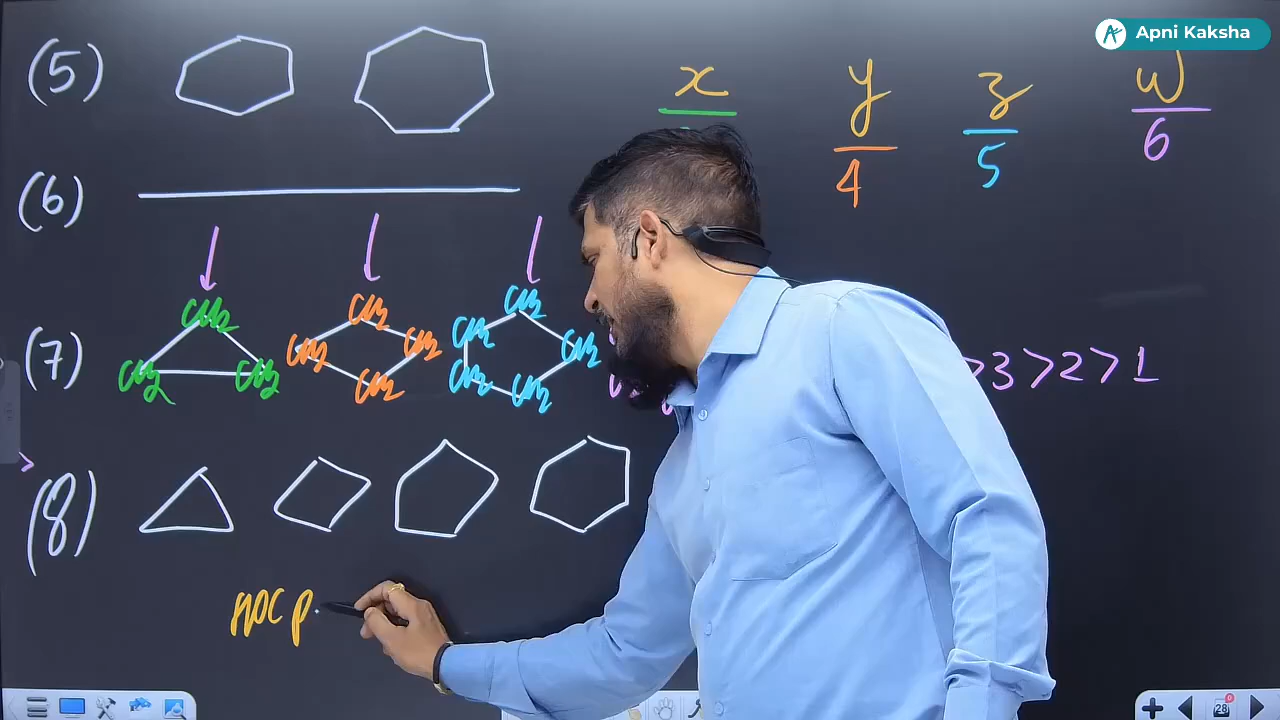 Apni Kaksha
(5)
x y z w
4 5 6
(6)
CH2 CH2 CH2
CH2 CH2 CH2 CH2
CH2 CH2 CH2 CH2 CH2
(7) >3>2>1
(8)
HOC p
28